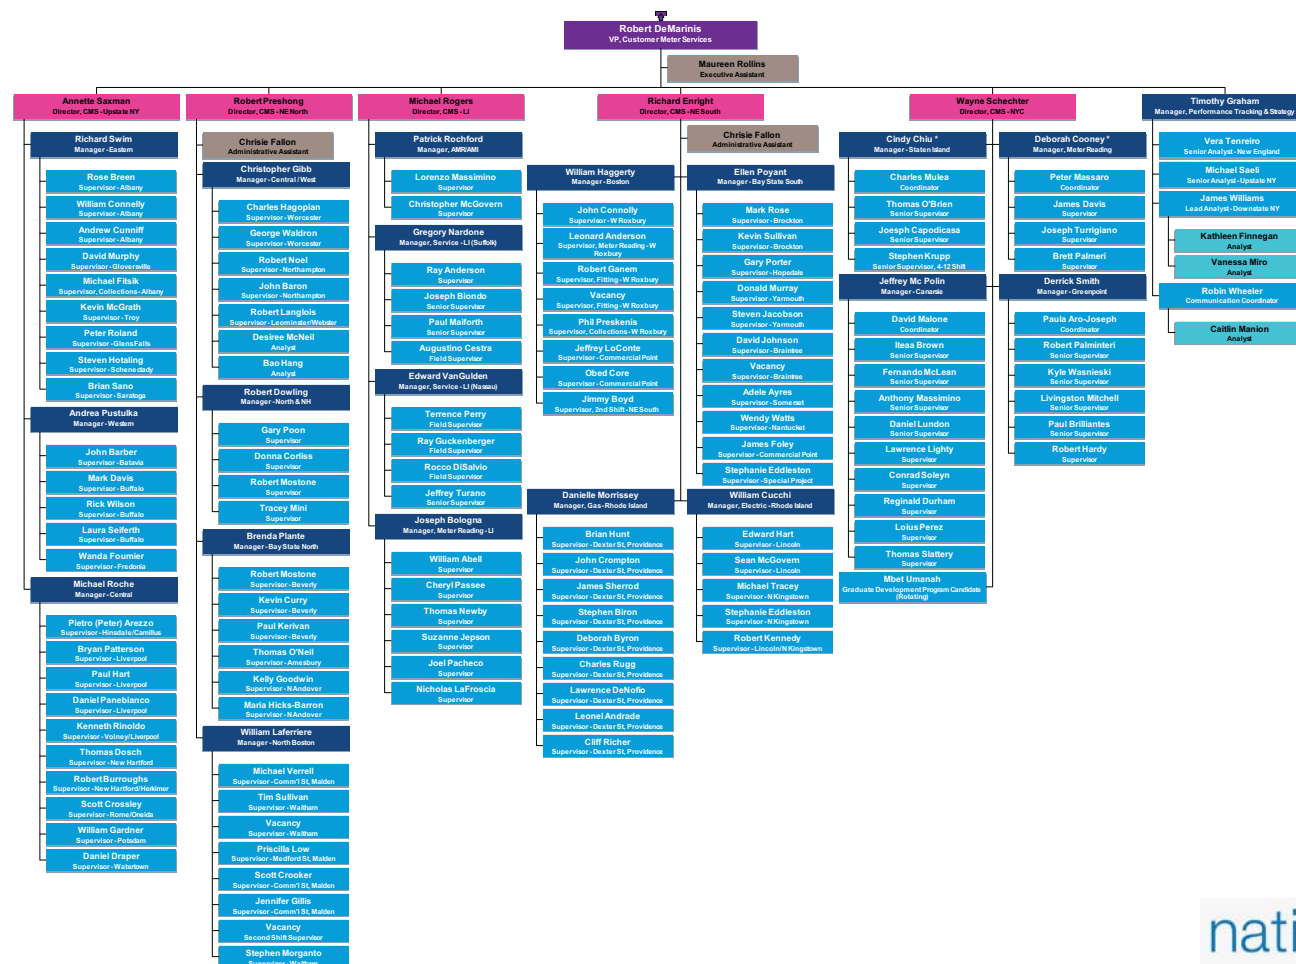 Robert DeMarinis
VP, Customer Meter Services
Maureen Rollins
Executive Assistant
Annette Saxman
Director, CMS - Upstate NY
Richard Swim
Manager - Eastern
Rose Breen
Supervisor - Albany
William Connelly
Supervisor - Albany
Andrew Cunniff
Supervisor - Albany
David Murphy
Supervisor - Gloversville
Michael Fitsik
Supervisor, Collections - Albany
Kevin McGrath
Supervisor - Troy
Peter Roland
Supervisor - Glens Falls
Steven Hotaling
Supervisor - Schenectady
Brian Sano
Supervisor - Saratoga
Andrea Pustulka
Manager - Western
John Barber
Supervisor - Batavia
Mark Davis
Supervisor - Buffalo
Rick Wilson
Supervisor - Buffalo
Laura Seiferth
Supervisor - Buffalo
Wanda Fournier
Supervisor - Fredonia
Michael Roche
Manager - Central
Pietro (Peter) Arezzo
Supervisor - Hinsdale/Camillus
Bryan Patterson
Supervisor - Liverpool
Paul Hart
Supervisor - Liverpool
Daniel Panebianco
Supervisor - Liverpool
Kenneth Rinoldo
Supervisor - Volney/Liverpool
Thomas Dosch
Supervisor - New Hartford
Robert Burroughs
Supervisor - New Hartford/Herkimer
Scott Crossley
Supervisor - Rome/Oneida
William Gardner
Supervisor - Potsdam
Daniel Draper
Supervisor - Watertown
Robert Preshong
Director, CMS - NE North
Chrisie Fallon
Administrative Assistant
Christopher Gibb
Manager - Central / West
Charles Hagopian
Supervisor - Worcester
George Waldron
Supervisor - Worcester
Robert Noel
Supervisor - Northampton
John Baron
Supervisor - Northampton
Robert Langlois
Supervisor - Leominster/Webster
Desiree McNeil
Analyst
Bao Hang
Analyst
Robert Dowling
Manager - North & NH
Gary Poon
Supervisor
Donna Corliss
Supervisor
Robert Mostone
Supervisor
Tracey Mini
Supervisor
Brenda Plante
Manager - Bay State North
Robert Mostone
Supervisor - Beverly
Kevin Curry
Supervisor - Beverly
Paul Kerivan
Supervisor - Beverly
Thomas O'Neil
Supervisor - Amesbury
Kelly Goodwin
Supervisor - N Andover
Maria Hicks-Barron
Supervisor - N Andover
William Laferriere
Manager - North Boston
Michael Verrell
Supervisor - Comm'l St, Malden
Tim Sullivan
Supervisor - Waltham
Vacancy
Supervisor - Waltham
Priscilla Low
Supervisor - Medford St, Malden
Scott Crooker
Supervisor - Comm'l St, Malden
Jennifer Gillis
Supervisor - Comm'l St, Malden
Vacancy
Second Shift Supervisor
Stephen Morganto
Supervisor - Waltham
Michael Rogers
Director, CMS - LI
Patrick Rochford
Manager, AMR/AMI
Lorenzo Massimino
Supervisor
Christopher McGovern
Supervisor
Gregory Nardone
Manager, Service - LI (Suffolk)
Ray Anderson
Supervisor
Joseph Biondo
Senior Supervisor
Paul Maiforth
Senior Supervisor
Augustino Cestra
Field Supervisor
Edward VanGulden
Manager, Service - LI (Nassau)
Terrence Perry
Field Supervisor
Ray Guckenberger
Field Supervisor
Rocco DiSalvio
Field Supervisor
Jeffrey Turano
Senior Supervisor
Joseph Bologna
Manager, Meter Reading - LI
William Abell
Supervisor
Cheryl Passee
Supervisor
Thomas Newby
Supervisor
Suzanne Jepson
Supervisor
Joel Pacheco
Supervisor
Nicholas LaFroscia
Supervisor
Richard Enright
Director, CMS - NE South
Chrisie Fallon
Administrative Assistant
William Haggerty
Manager - Boston
John Connolly
Supervisor - W Roxbury
Leonard Anderson
Supervisor, Meter Reading - W
Roxbury
Robert Ganem
Supervisor, Fitting - W Roxbury
Vacancy
Supervisor, Fitting - W Roxbury
Phil Preskenis
Supervisor, Collections - W Roxbury
Jeffrey LoConte
Supervisor - Commercial Point
Obed Core
Supervisor - Commercial Point
Jimmy Boyd
Supervisor, 2nd Shift - NE South
Ellen Poyant
Manager - Bay State South
Mark Rose
Supervisor - Brockton
Kevin Sullivan
Supervisor - Brockton
Gary Porter
Supervisor - Hopedale
Donald Murray
Supervisor - Yarmouth
Steven Jacobson
Supervisor - Yarmouth
David Johnson
Supervisor - Braintree
Vacancy
Supervisor - Braintree
Adele Ayres
Supervisor - Somerset
Wendy Watts
Supervisor - Nantucket
James Foley
Supervisor - Commercial Point
Stephanie Eddleston
Supervisor - Special Project
Danielle Morrissey
Manager, Gas - Rhode Island
Brian Hunt
Supervisor - Dexter St, Providence
John Crompton
Supervisor - Dexter St, Providence
James Sherrod
Supervisor - Dexter St, Providence
Stephen Biron
Supervisor - Dexter St, Providence
Deborah Byron
Supervisor - Dexter St, Providence
Charles Rugg
Supervisor - Dexter St, Providence
Lawrence DeNofio
Supervisor - Dexter St, Providence
Leonel Andrade
Supervisor - Dexter St, Providence
Cliff Richer
Supervisor - Dexter St, Providence
William Cucchi
Manager, Electric - Rhode Island
Edward Hart
Supervisor - Lincoln
Sean McGovern
Supervisor - Lincoln
Michael Tracey
Supervisor - N Kingstown
Stephanie Eddleston
Supervisor - N Kingstown
Robert Kennedy
Supervisor - Lincoln/N Kingstown
Wayne Schechter
Director, CMS - NYC
Cindy Chiu *
Manager - Staten Island
Charles Mulea
Coordinator
Thomas O'Brien
Senior Supervisor
Joesph Capodicasa
Senior Supervisor
Stephen Krupp
Senior Supervisor, 4-12 Shift
Jeffrey Mc Polin
Manager - Canarsie
David Malone
Coordinator
Iteaa Brown
Senior Supervisor
Fernando McLean
Senior Supervisor
Anthony Massimino
Senior Supervisor
Daniel Lundon
Senior Supervisor
Lawrence Lighty
Supervisor
Conrad Soleyn
Supervisor
Reginald Durham
Supervisor
Loius Perez
Supervisor
Thomas Slattery
Supervisor
Mbet Umanah
Graduate Development Program Candidate
(Rotating)
Deborah Cooney *
Manager, Meter Reading
Peter Massaro
Coordinator
James Davis
Supervisor
Joseph Turrigiano
Supervisor
Brett Palmeri
Supervisor
Derrick Smith
Manager - Greenpoint
Paula Aro-Joseph
Coordinator
Robert Palminteri
Senior Supervisor
Kyle Wasnieski
Senior Supervisor
Livingston Mitchell
Senior Supervisor
Paul Brilliantes
Senior Supervisor
Robert Hardy
Supervisor
Timothy Graham
Manager, Performance Tracking & Strategy
Vera Tenreiro
Senior Analyst - New England
Michael Saeli
Senior Analyst - Upstate NY
James Williams
Lead Analyst - Downstate NY
Kathleen Finnegan
Analyst
Vanessa Miro
Analyst
Robin Wheeler
Communication Coordinator
Caitlin Manion
Analyst
nati